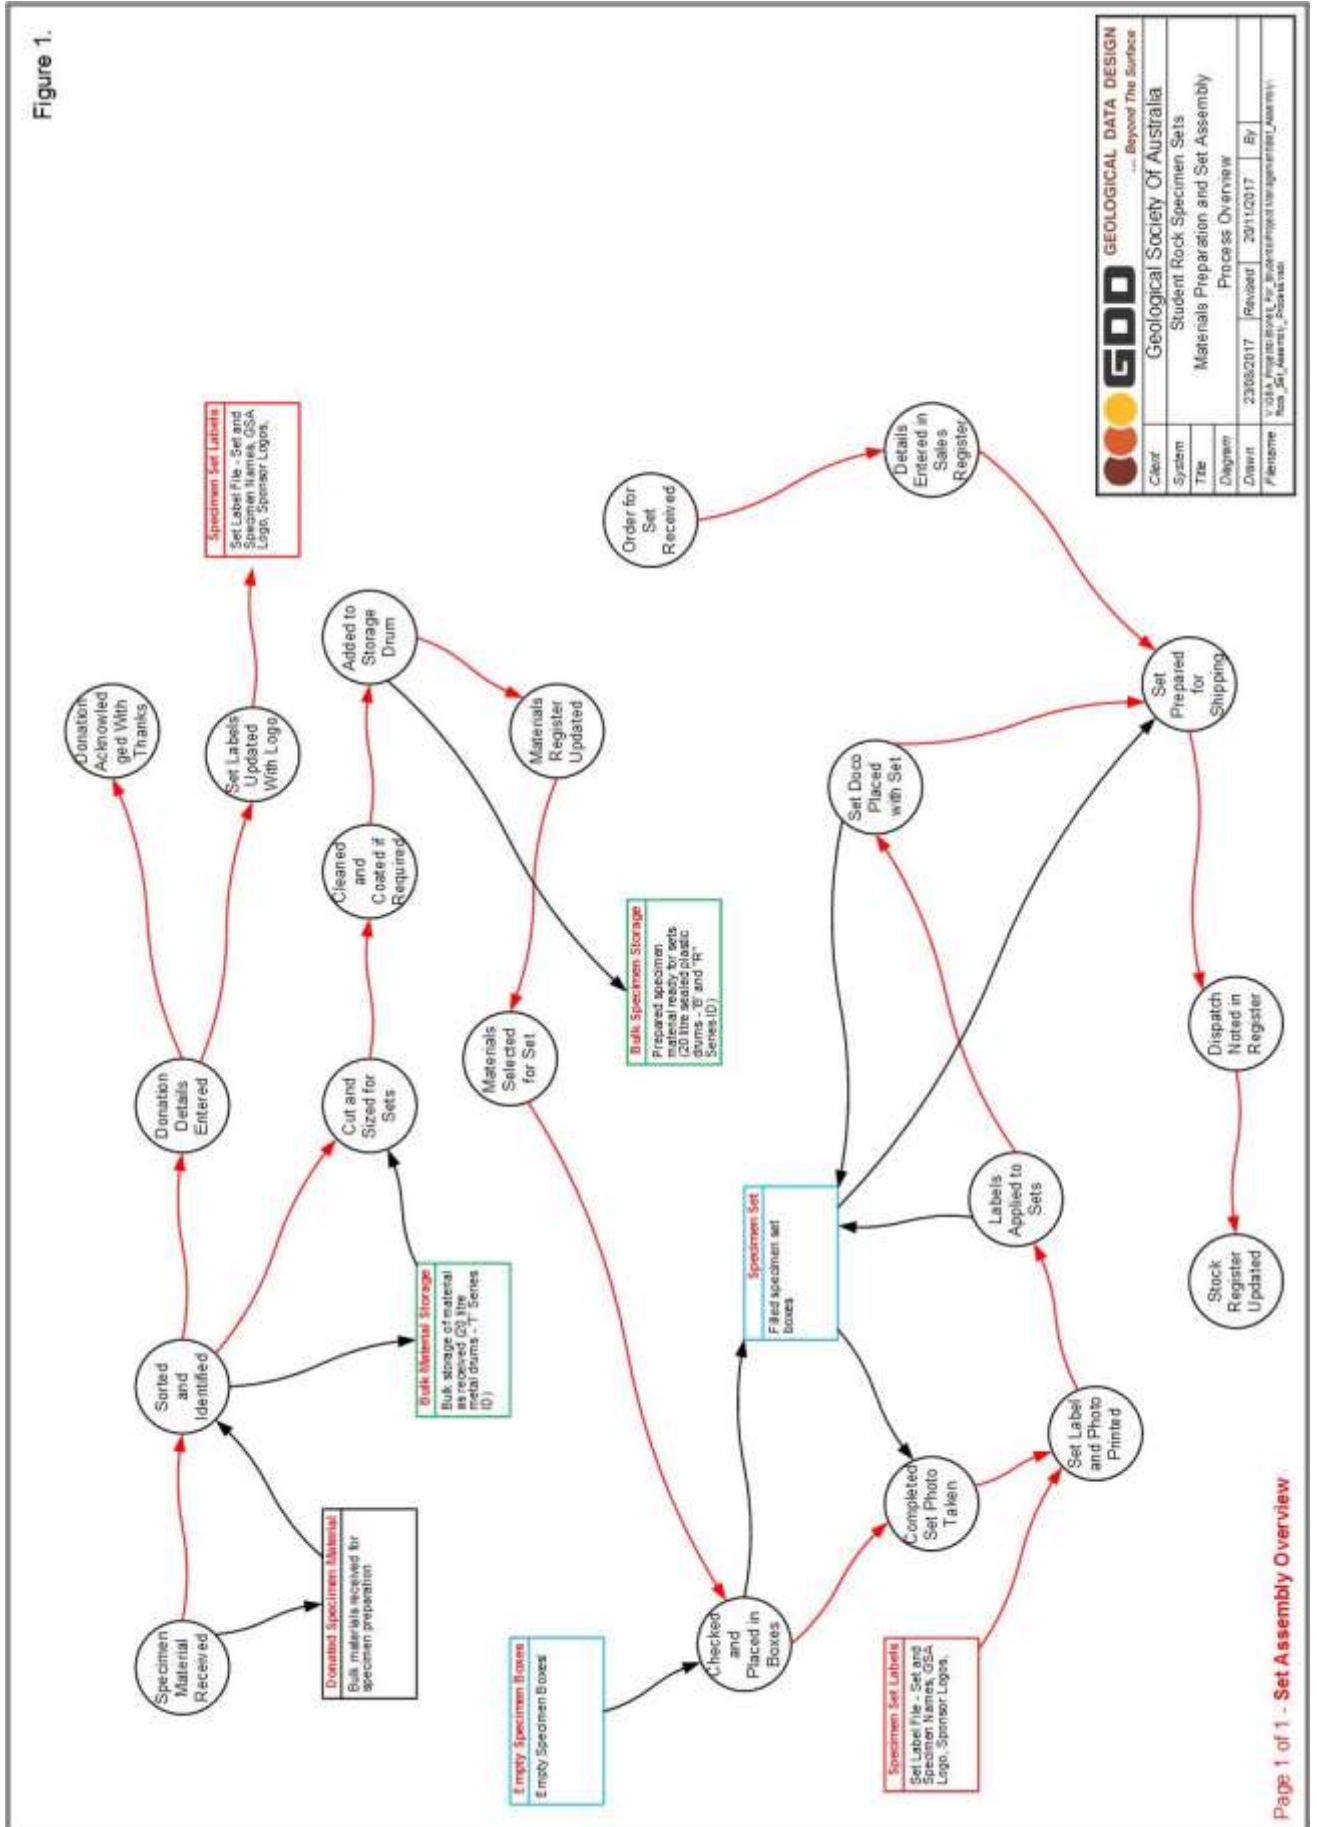 Figure 1.
Specimen
Material
Received
Sorted
and
Identified
Donation
Details
Entered
Donation
Acknowled
ged With
Thanks
Set Labels
Updated
With Logo
Specimen Set Labels
Set Label File - Set and
Specimen Names, GSA
Logo, Sponsor Logos,
Donated Specimen Material
Bulk materials received for
specimen preparation
Bulk Material Storage
Bulk storage of material
as received (20 litre
metal drums - 'T' Series
ID)
Cut and
Sized for
Sets
Cleaned
and
Coated if
Required
Added to
Storage
Drum
Materials
Register
Updated
Materials
Selected
for Set
Bulk Specimen Storage
Prepared specimen
material ready for sets
(20 litre sealed plastic
drums - 'B' and "R"
Series ID)
Order for
Set
Received
Details
Entered in
Sales
Register
Empty Specimen Boxes
Empty Specimen Boxes'
Checked
and
Placed in
Boxes
Specimen Set
Filled specimen set
boxes
Set Doco
Placed
with Set
Completed
Set Photo
Taken
Labels
Applied to
Sets
Specimen Set Labels
Set Label File - Set and
Specimen Names, GSA
Logo, Sponsor Logos,
Set Label
and Photo
Printed
Set
Prepared
for
Shipping
Dispatch
Noted in
Register
Stock
Register
Updated
GDD GEOLOGICAL DATA DESIGN
.... Beyond The Surface
Client Geological Society Of Australia
System Student Rock Specimen Sets
Title Materials Preparation and Set Assembly
Diagram Process Overview
Drawn 23/08/2017 Revised 20/11/2017 By
Filename
Page 1 of 1 - Set Assembly Overview